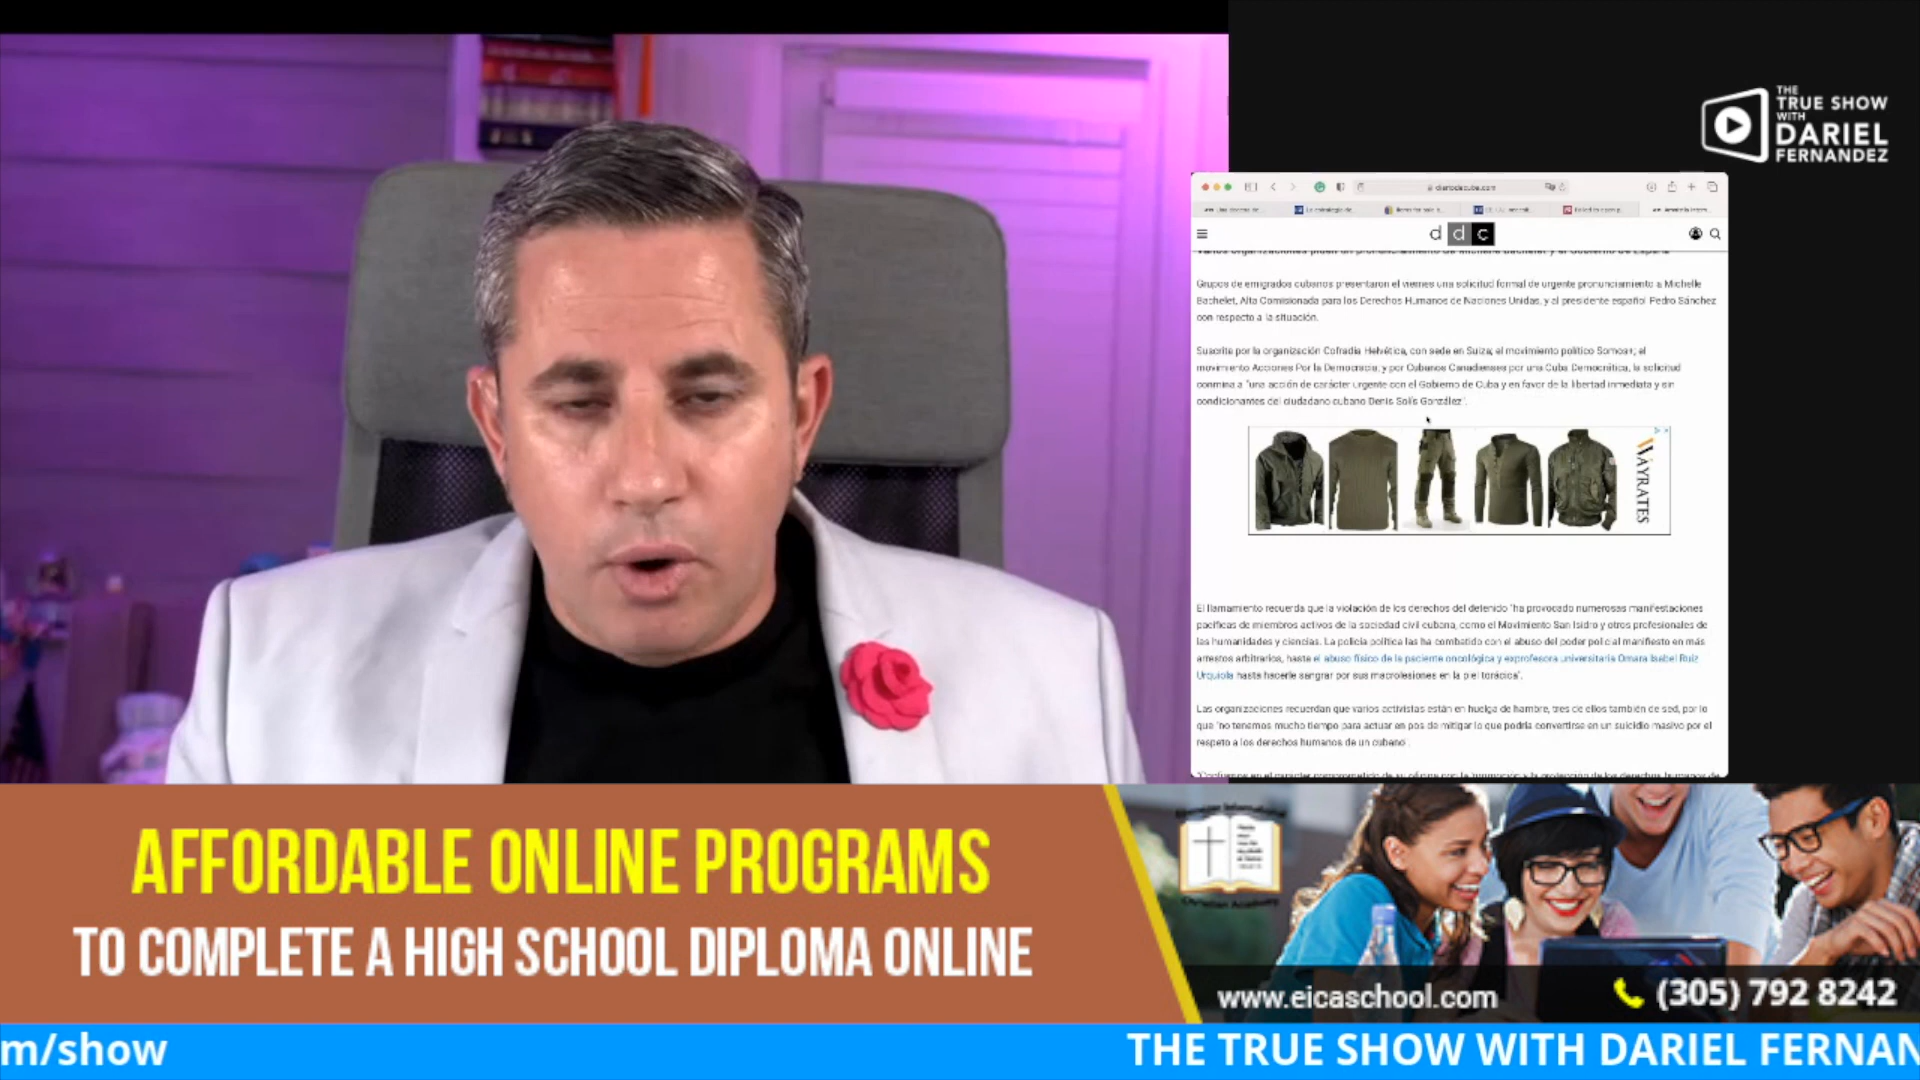 THE
TRUE SHOW
WITH
DARIEL
FERNANDEZ
diariodecuba.com
d d c
Grupos de emigrados cubanos presentaron el viernes una solicitud formal de urgente pronunciamiento a Michelle
Bachelet, Alta Comisionada para los Derechos Humanos de Naciones Unidas, y al presidente español Pedro Sánchez
con respecto a la situación.
Suscrita por la organización Cofradía Helvética, con sede en Suiza; el movimiento político Somos+; el
movimiento Acciones Por la Democracia; y por Cubanos Canadienses por una Cuba Democrática, la solicitud
conmina a "una acción de carácter urgente con el Gobierno de Cuba y en favor de la libertad inmediata y sin
condicionantes del ciudadano cubano Denis Solís González".
WAYRATES
El llamamiento recuerda que la violación de los derechos del detenido "ha provocado numerosas manifestaciones
pacíficas de miembros activos de la sociedad civil cubana, como el Movimiento San Isidro y otros profesionales de
las humanidades y ciencias. La policía política las ha combatido con el abuso del poder policial manifiesto en más
arrestos arbitrarios, hasta el abuso físico de la paciente oncológica y exprofesora universitaria Omara Isabel Ruiz
Urquiola hasta hacerle sangrar por sus macrolesiones en la piel torácica".
Las organizaciones recuerdan que varios activistas están en huelga de hambre, tres de ellos también de sed, por lo
que "no tenemos mucho tiempo para actuar en pos de mitigar lo que podría convertirse en un suicidio masivo por el
respeto a los derechos humanos de un cubano".
AFFORDABLE ONLINE PROGRAMS
TO COMPLETE A HIGH SCHOOL DIPLOMA ONLINE
Christian Academy
www.eicaschool.com
(305) 792 8242
m/show
THE TRUE SHOW WITH DARIEL FERNAN